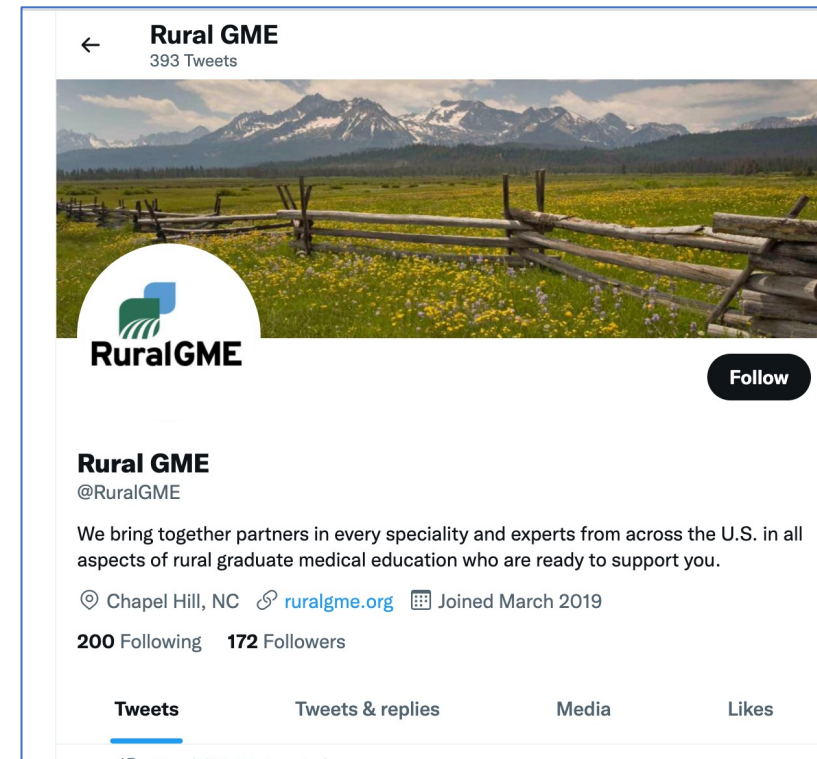 Rural GME
393 Tweets
RuralGME
Follow
Rural GME
@RuralGME
We bring together partners in every speciality and experts from across the U.S. in all
aspects of rural graduate medical education who are ready to support you.
Chapel Hill, NC ruralgme.org Joined March 2019
200 Following 172 Followers
Tweets Tweets & replies Media Likes